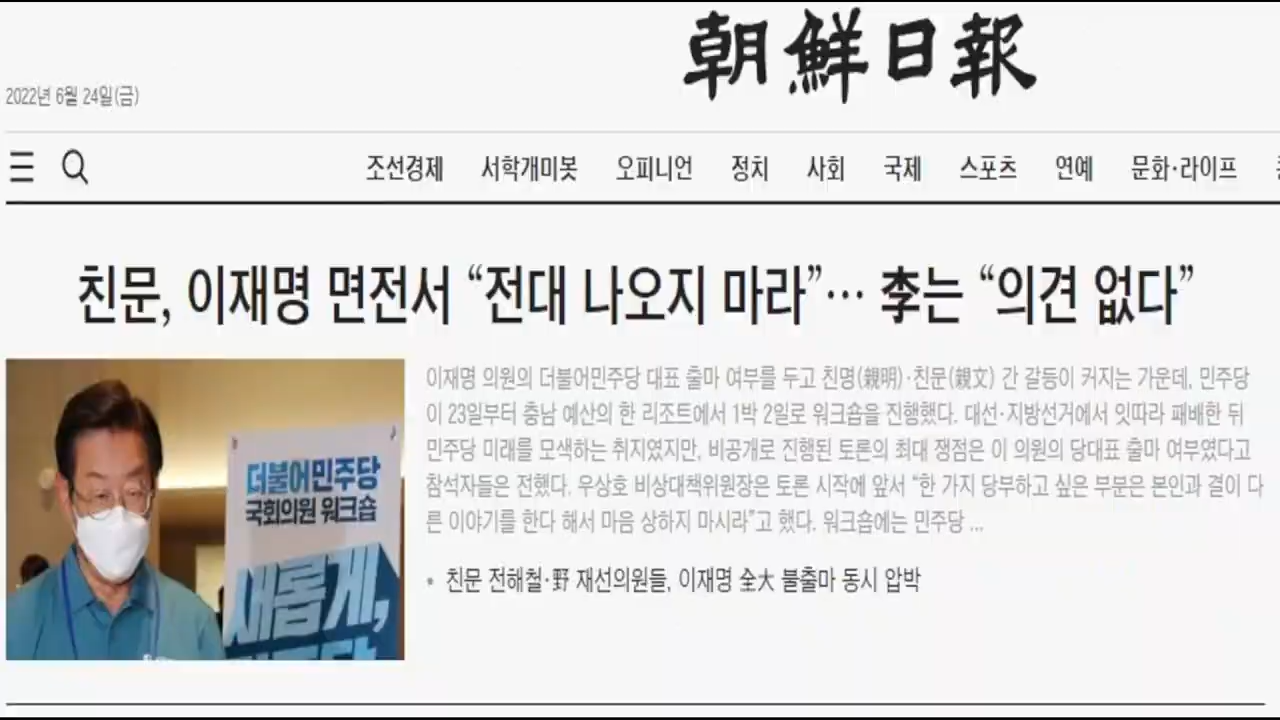 朝鮮日報
2022년 6월 24일(금)
조선경제 서학개미봇 오피니언 정치 사회 국제 스포츠 연예 문화·라이프
친문, 이재명 면전서 “전대 나오지 마라”… 李는 “의견 없다”
이재명 의원의 더불어민주당 대표 출마 여부를 두고 친명(親明)·친문(親文) 간 갈등이 커지는 가운데, 민주당
이 23일부터 충남 예산의 한 리조트에서 1박 2일로 워크숍을 진행했다. 대선·지방선거에서 잇따라 패배한 뒤
민주당 미래를 모색하는 취지였지만, 비공개로 진행된 토론의 최대 쟁점은 이 의원의 당대표 출마 여부였다고
참석자들은 전했다. 우상호 비상대책위원장은 토론 시작에 앞서 “한 가지 당부하고 싶은 부분은 본인과 결이 다
른 이야기를 한다 해서 마음 상하지 마시라”고 했다. 워크숍에는 민주당 ...
• 친문 전해철·野 재선의원들, 이재명 全大 불출마 동시 압박
더불어민주당
국회의원 워크숍
새롭게,